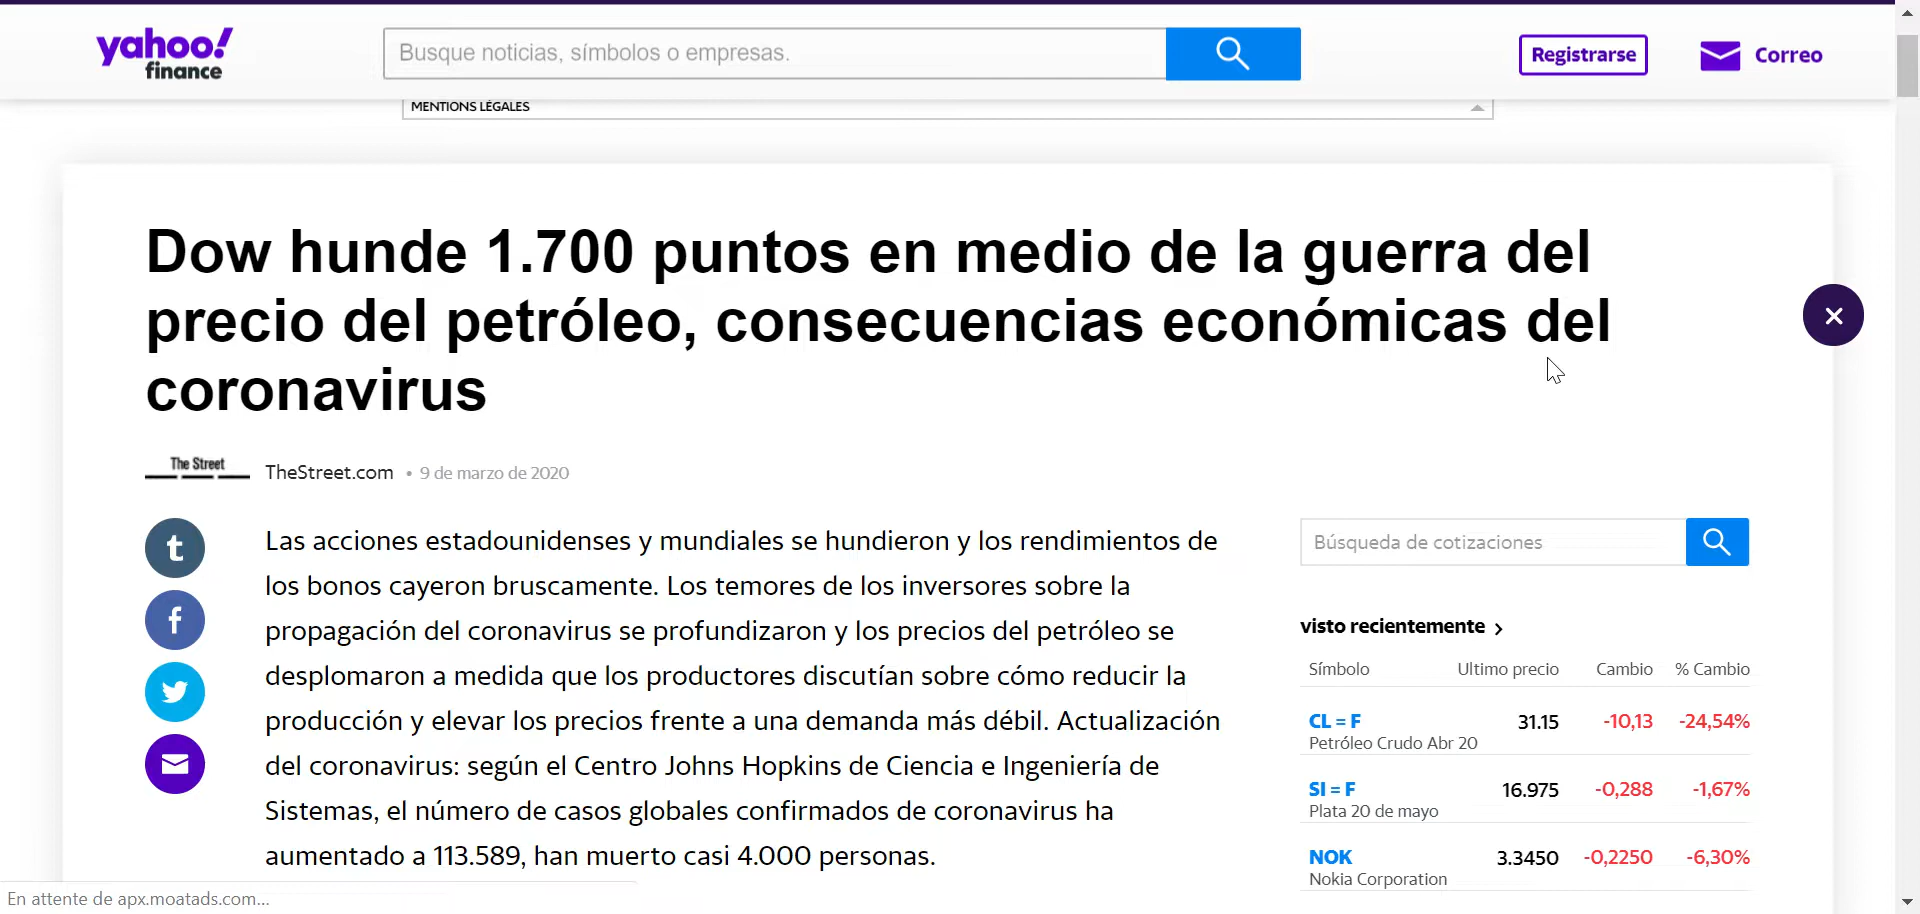 yahoo!
finance
Busque noticias, símbolos o empresas.
Registrarse
Correo
MENTIONS LÉGALES
Dow hunde 1.700 puntos en medio de la guerra del
precio del petróleo, consecuencias económicas del
coronavirus
The Street
TheStreet.com • 9 de marzo de 2020
Las acciones estadounidenses y mundiales se hundieron y los rendimientos de
los bonos cayeron bruscamente. Los temores de los inversores sobre la
propagación del coronavirus se profundizaron y los precios del petróleo se
desplomaron a medida que los productores discutían sobre cómo reducir la
producción y elevar los precios frente a una demanda más débil. Actualización
del coronavirus: según el Centro Johns Hopkins de Ciencia e Ingeniería de
Sistemas, el número de casos globales confirmados de coronavirus ha
aumentado a 113.589, han muerto casi 4.000 personas.
Búsqueda de cotizaciones
visto recientemente
Símbolo Ultimo precio Cambio % Cambio
CL = F 31.15 -10,13 -24,54%
Petróleo Crudo Abr 20
SI = F 16.975 -0,288 -1,67%
Plata 20 de mayo
NOK 3.3450 -0,2250 -6,30%
Nokia Corporation
En attente de apx.moatads.com...